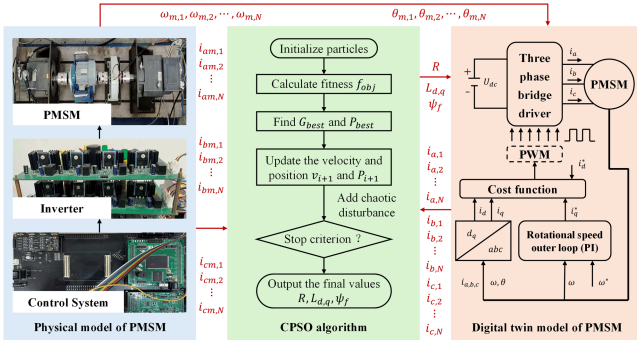 ω_{m,1}, ω_{m,2}, ⋯, ω_{m,N}
θ_{m,1}, θ_{m,2}, ⋯, θ_{m,N}
PMSM
Inverter
Control System
Physical model of PMSM
i_{am,1}
i_{am,2}
⋮
i_{am,N}
i_{bm,1}
i_{bm,2}
⋮
i_{bm,N}
i_{cm,1}
i_{cm,2}
⋮
i_{cm,N}
Initialize particles
Calculate fitness f_{obj}
Find G_{best} and P_{best}
Update the velocity and
position v_{i+1} and P_{i+1}
Add chaotic
disturbance
Stop criterion ?
Output the final values
R, L_{d,q}, ψ_f
CPSO algorithm
R
L_{d,q}
ψ_f
i_{a,1}
i_{a,2}
⋮
i_{a,N}
i_{b,1}
i_{b,2}
⋮
i_{b,N}
i_{c,1}
i_{c,2}
⋮
i_{c,N}
+
U_{dc}
-
Three
phase
bridge
driver
i_a
i_b
i_c
PMSM
PWM
i_d^*
Cost function
i_d
i_q
i_q^*
dq
abc
Rotational speed
outer loop (PI)
i_{a,b,c}
ω, θ
ω
ω^*
Digital twin model of PMSM